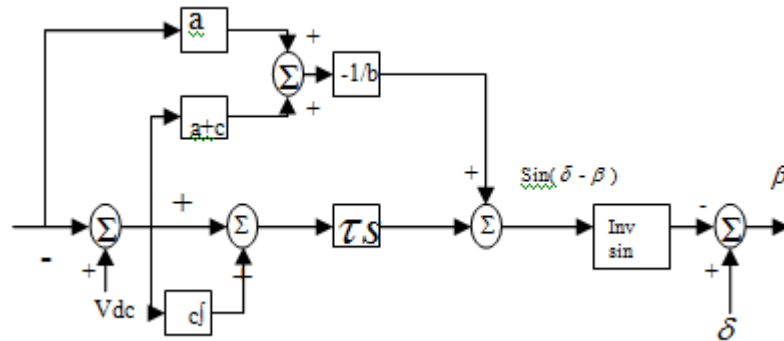 a
+
Σ
-1/b
+
a+c
+
Sin( δ - β )
β
+
Σ
Σ
τs
Σ
Inv
sin
-
Σ
-
+
+
+
Vdc
c∫
δ